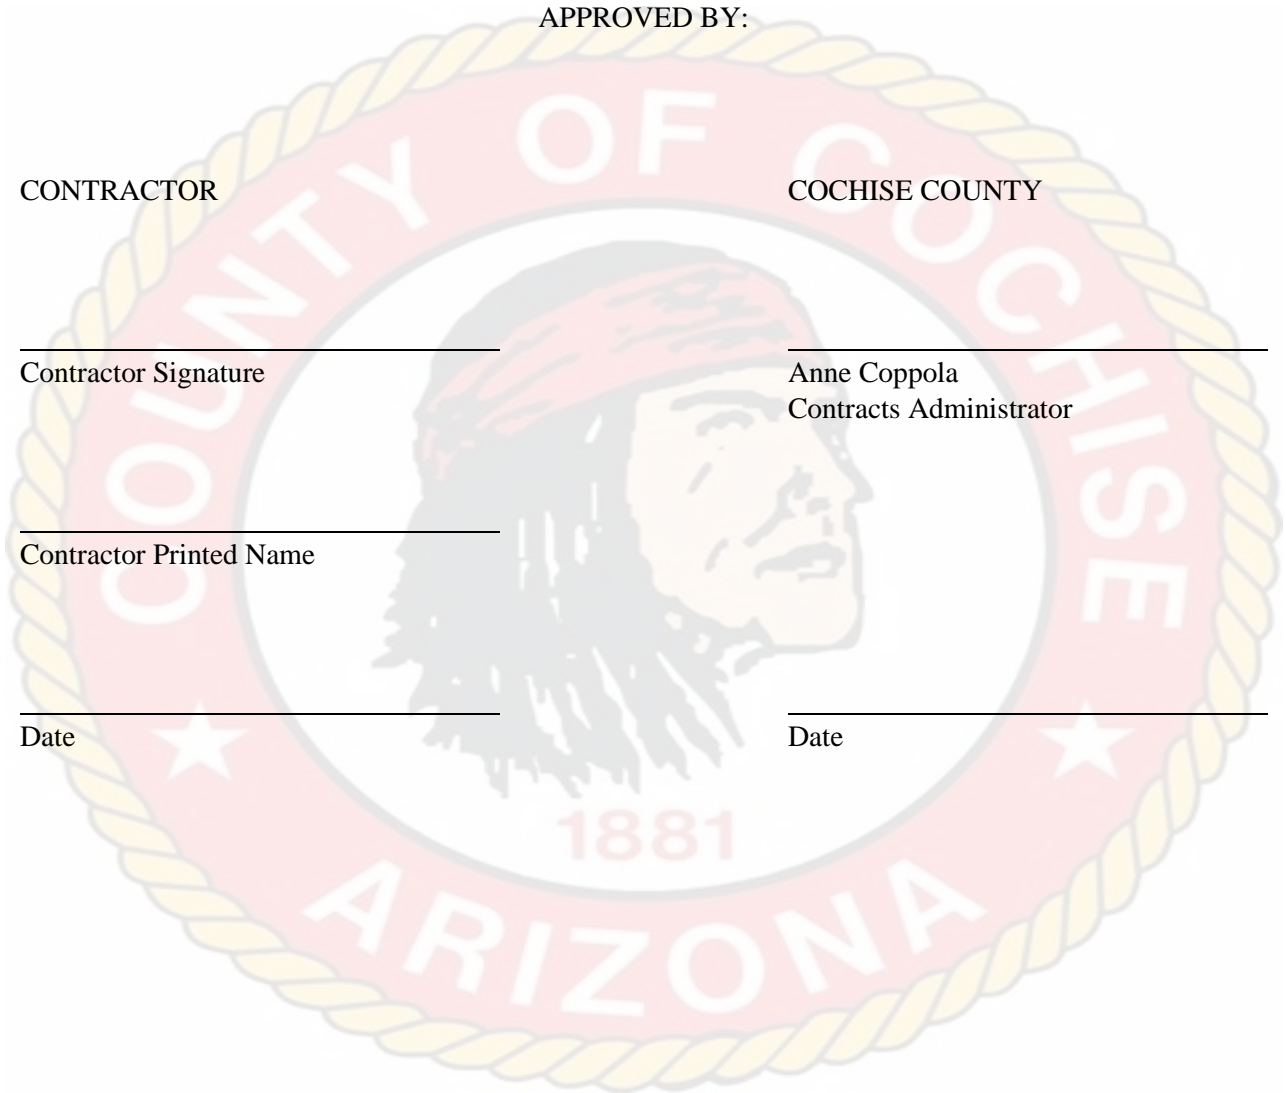 APPROVED BY:
CONTRACTOR
COCHISE COUNTY
Contractor Signature
Anne Coppola
Contracts Administrator
Contractor Printed Name
Date
Date
COUNTY OF COCHISE
1881
ARIZONA